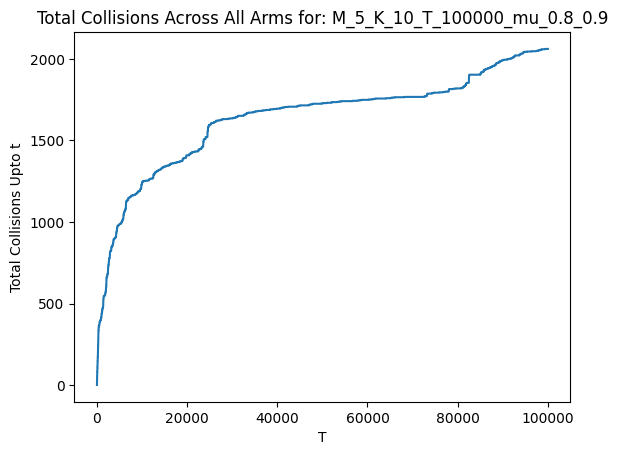 Total Collisions Across All Arms for: M_5_K_10_T_100000_mu_0.8_0.9
Total Collisions Upto t
2000
1500
1000
500
0
0 20000 40000 60000 80000 100000
T